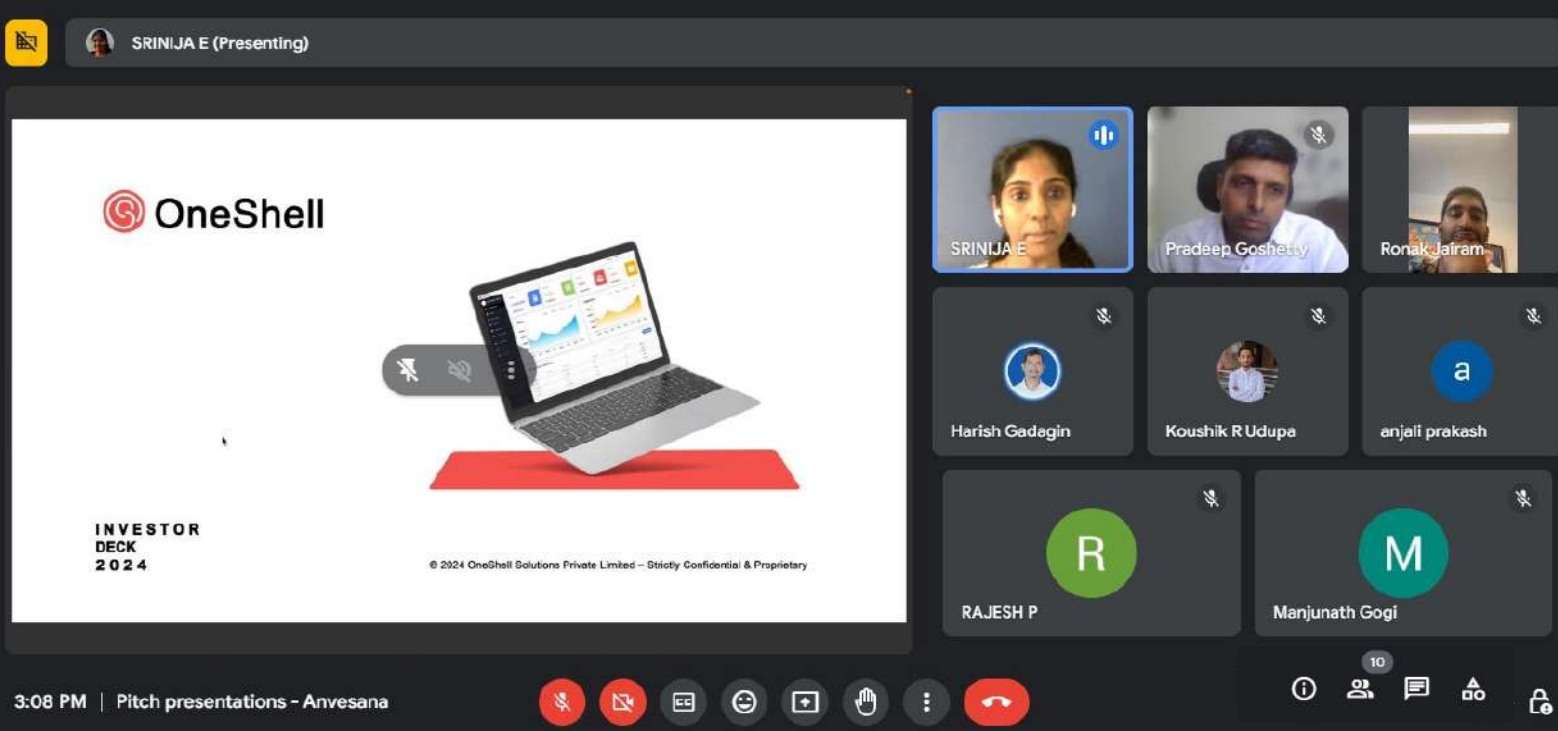 SRINIJA E (Presenting)
OneShell
INVESTOR
DECK
2024
© 2024 OneShell Solutions Private Limited – Strictly Confidential & Proprietary
SRINIJA E
Pradeep Goshetty
Ronak Jairam
Harish Gadagin
Koushik R Udupa
a
anjali prakash
R
RAJESH P
M
Manjunath Gogi
3:08 PM | Pitch presentations - Anvesana
CC
10